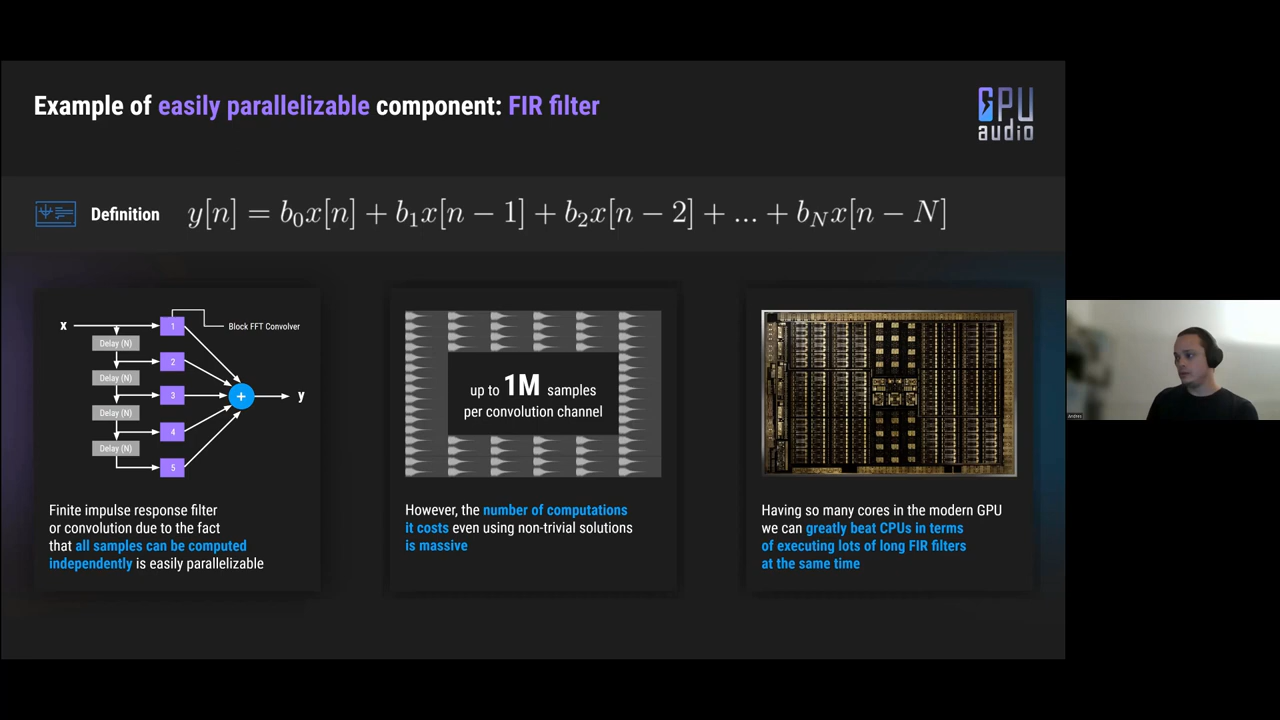 Example of easily parallelizable component: FIR filter
GPU
audio
Definition
y[n] = b₀x[n] + b₁x[n − 1] + b₂x[n − 2] + ... + b_N x[n − N]
x
1
Block FFT Convolver
Delay (N)
2
Delay (N)
3
+
y
Delay (N)
4
Delay (N)
5
Finite impulse response filter
or convolution due to the fact
that all samples can be computed
independently is easily parallelizable
up to 1M samples
per convolution channel
However, the number of computations
it costs even using non-trivial solutions
is massive
Having so many cores in the modern GPU
we can greatly beat CPUs in terms
of executing lots of long FIR filters
at the same time